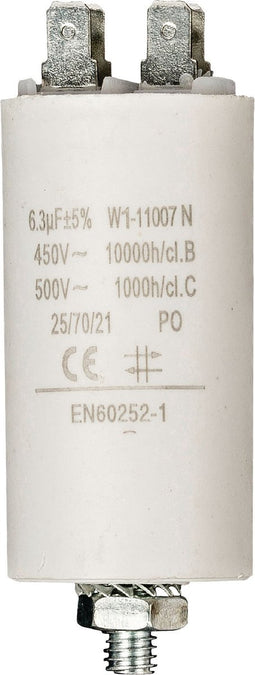 6.3µF±5% W1-11007 N
450V~ 10000h/cl.B
500V~ 1000h/cl.C
25/70/21 PO
CE
EN60252-1